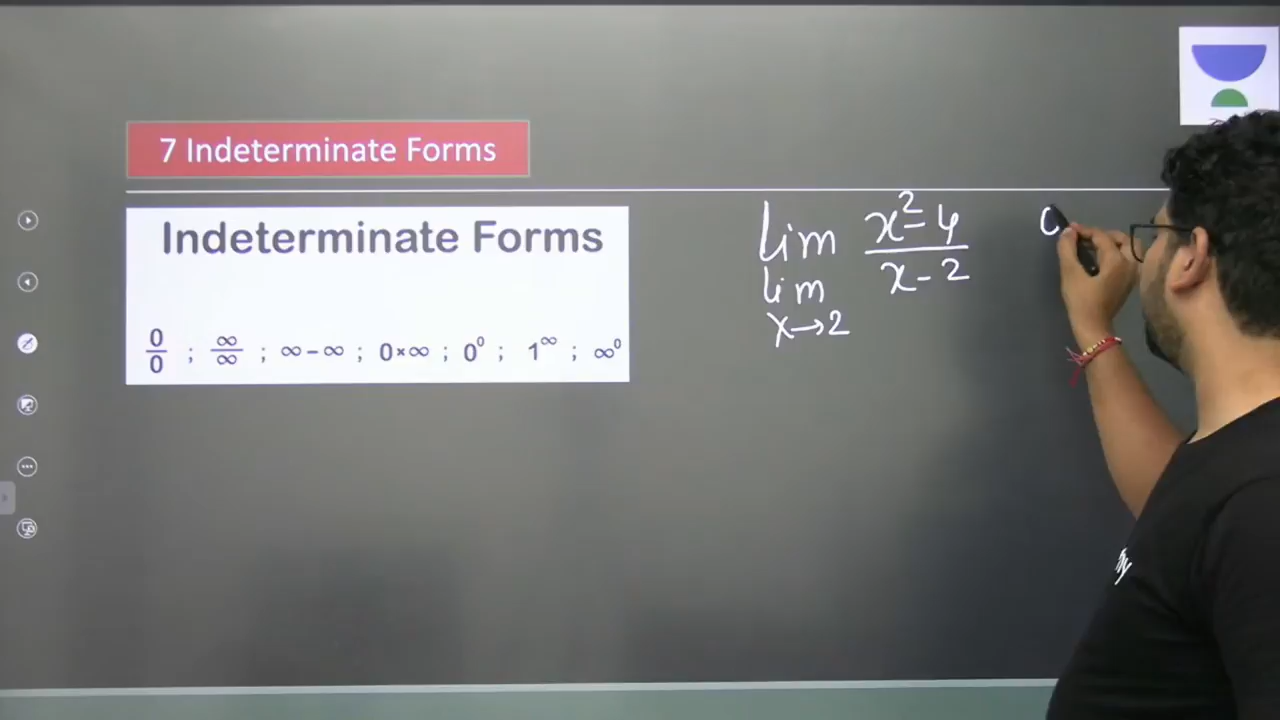 7 Indeterminate Forms
Indeterminate Forms
0/0 ; ∞/∞ ; ∞-∞ ; 0×∞ ; 0⁰ ; 1^∞ ; ∞⁰
lim x²-4 / x-2
lim
x→2